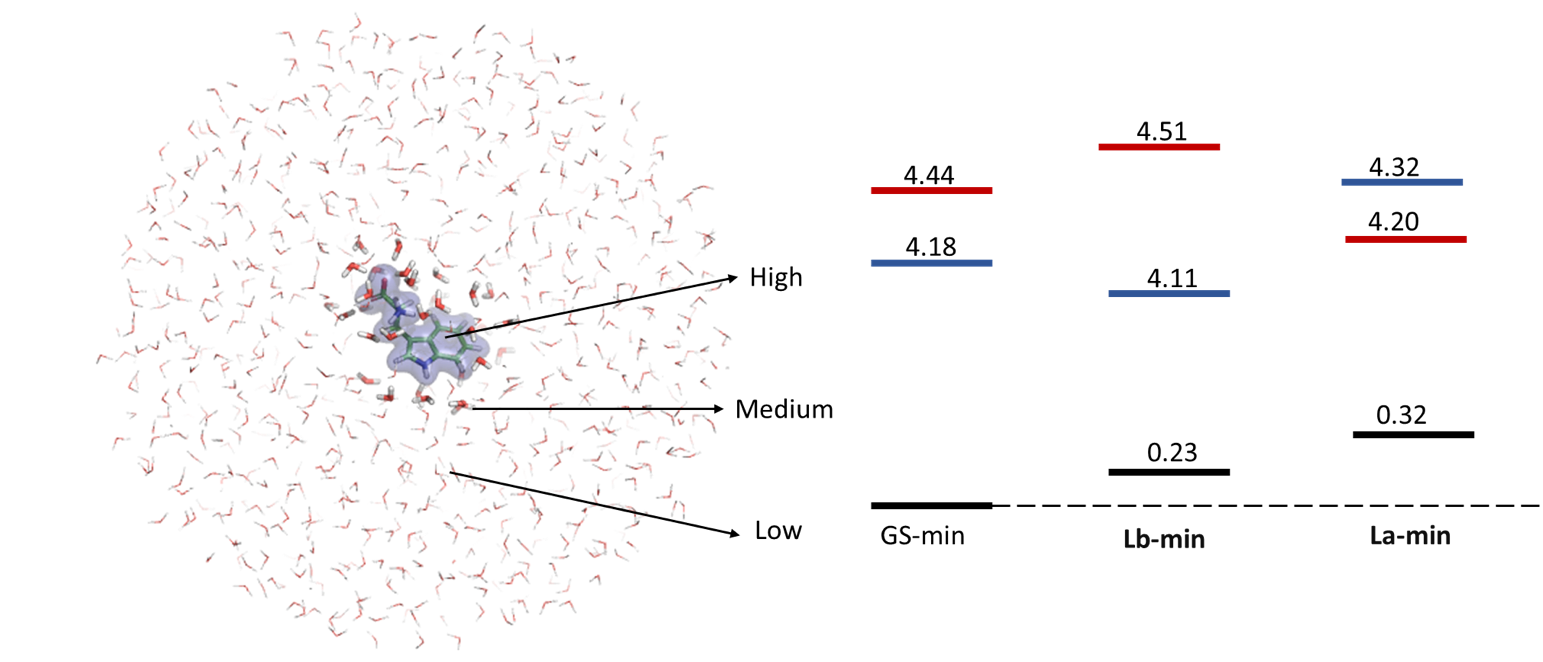 High
Medium
Low
4.44
4.18
GS-min
4.51
4.11
0.23
Lb-min
4.32
4.20
0.32
La-min